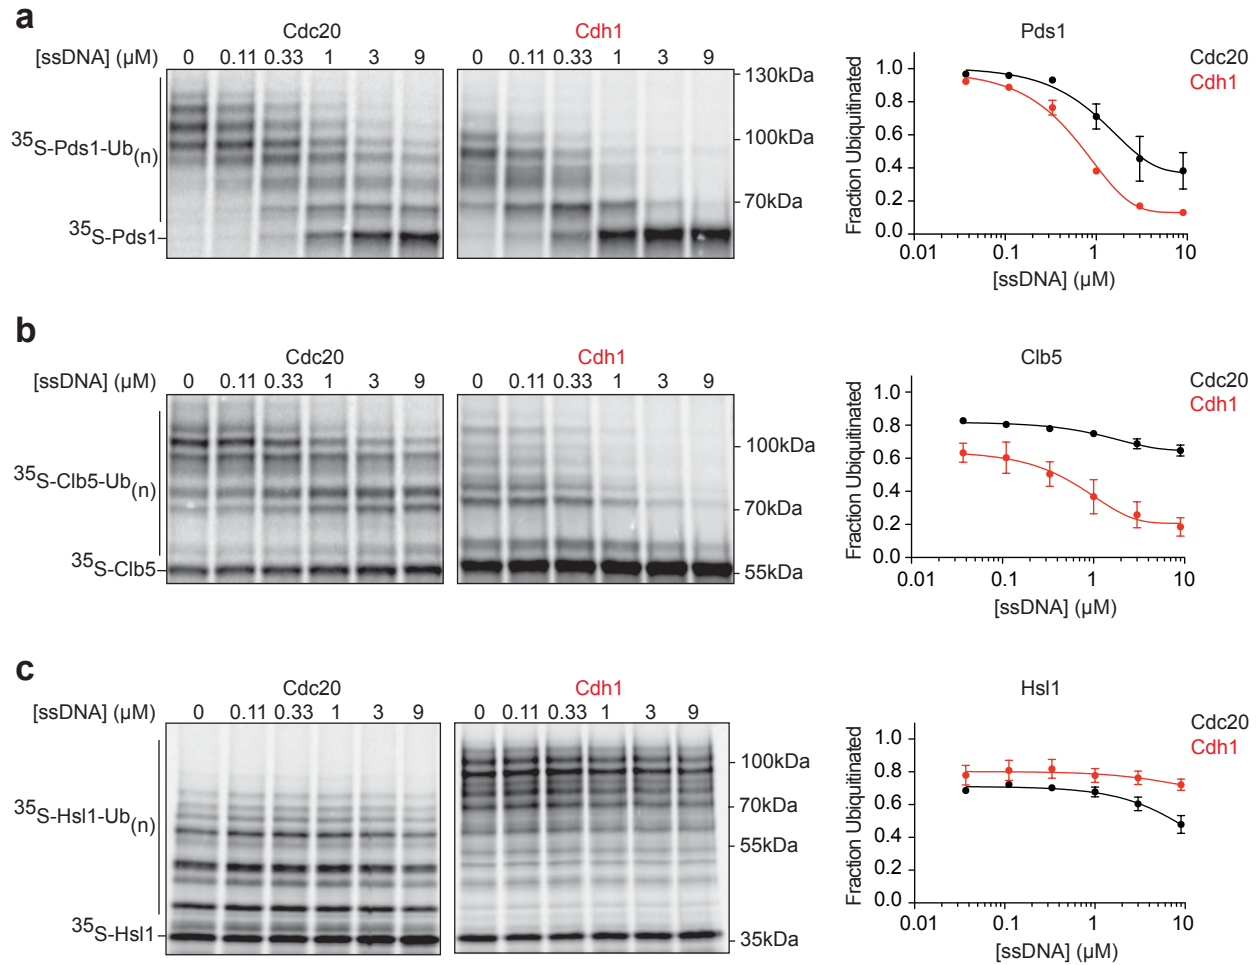 a
Cdc20
Cdh1
[ssDNA] (µM) 0 0.11 0.33 1 3 9 0 0.11 0.33 1 3 9
130kDa
100kDa
70kDa
35S-Pds1-Ub(n)
35S-Pds1
Pds1
Cdc20
Cdh1
Fraction Ubiquitinated
1.0
0.8
0.6
0.4
0.2
0.0
0.01 0.1 1 10
[ssDNA] (µM)
b
Cdc20
Cdh1
[ssDNA] (µM) 0 0.11 0.33 1 3 9 0 0.11 0.33 1 3 9
100kDa
70kDa
55kDa
35S-Clb5-Ub(n)
35S-Clb5
Clb5
Cdc20
Cdh1
Fraction Ubiquitinated
1.0
0.8
0.6
0.4
0.2
0.0
0.01 0.1 1 10
[ssDNA] (µM)
c
Cdc20
Cdh1
[ssDNA] (µM) 0 0.11 0.33 1 3 9 0 0.11 0.33 1 3 9
100kDa
70kDa
55kDa
35kDa
35S-Hsl1-Ub(n)
35S-Hsl1
Hsl1
Cdc20
Cdh1
Fraction Ubiquitinated
1.0
0.8
0.6
0.4
0.2
0.0
0.01 0.1 1 10
[ssDNA] (µM)